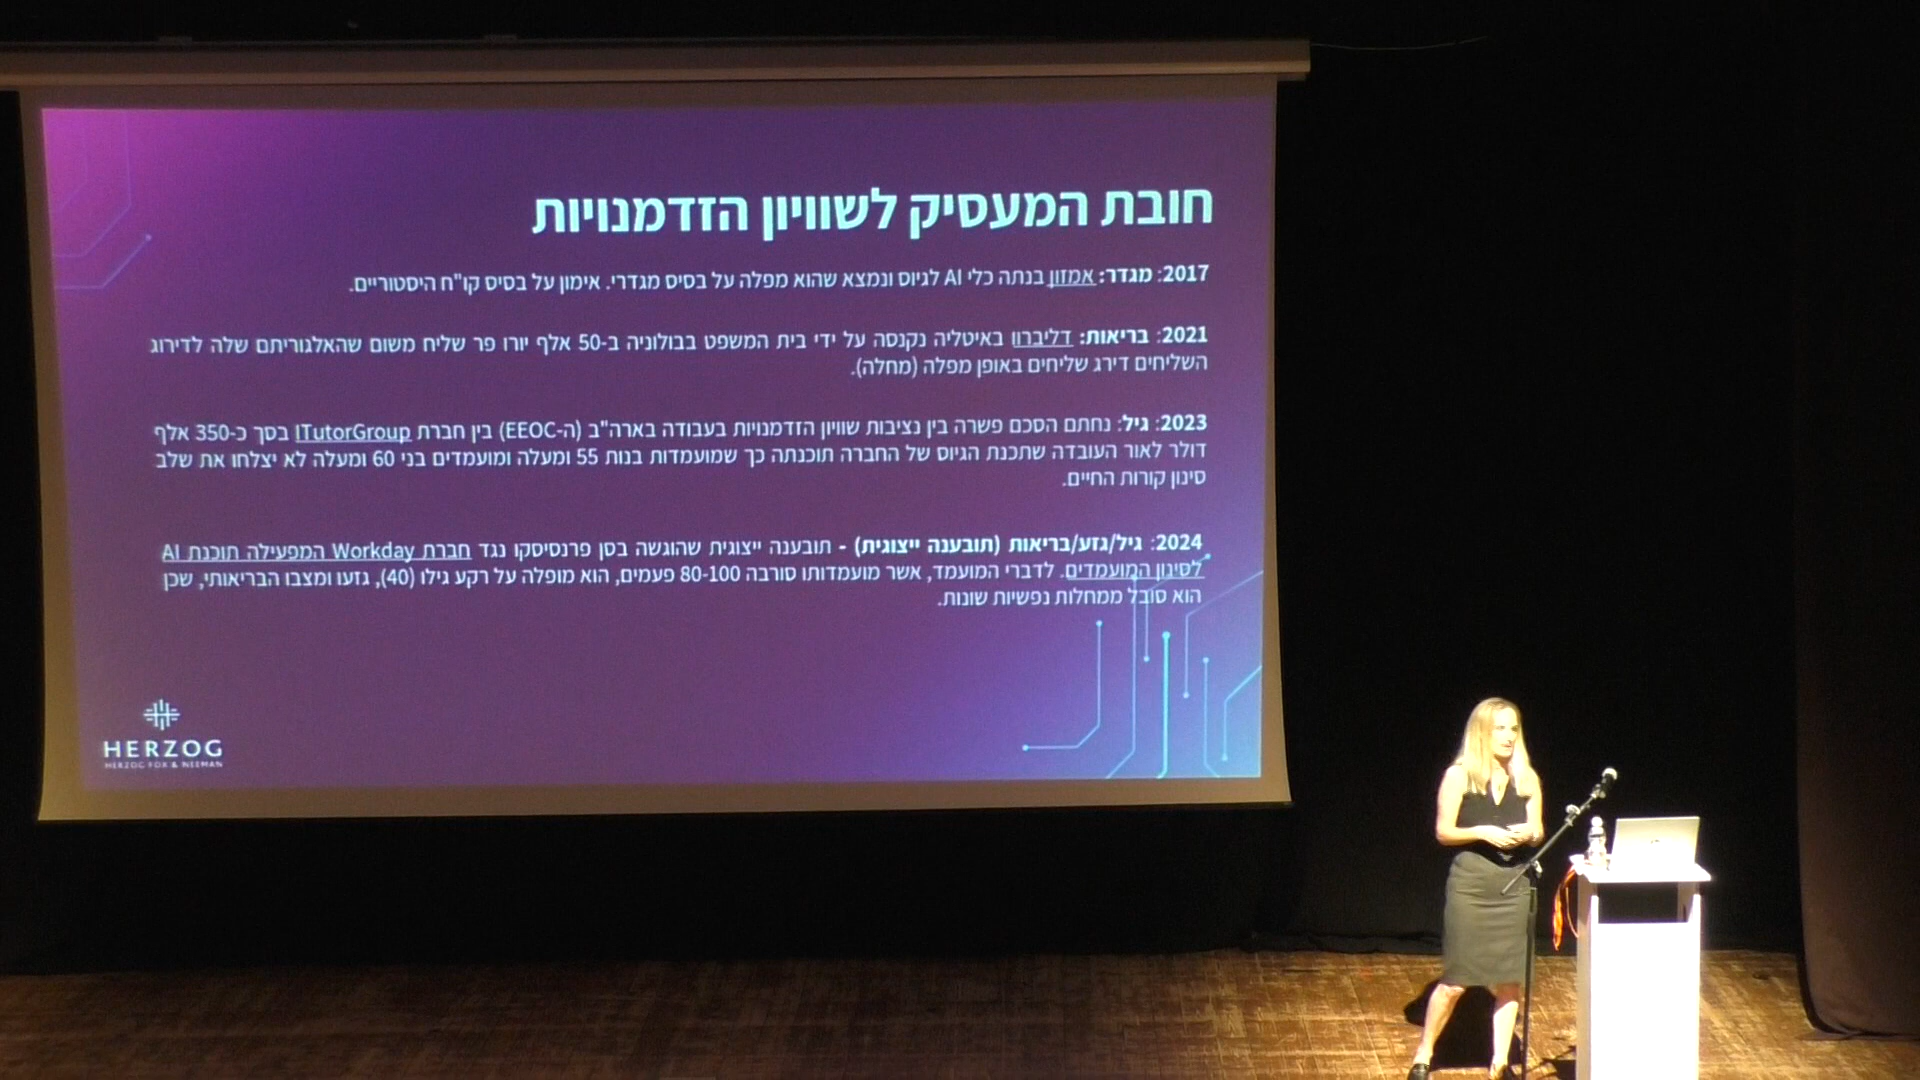 חובת המעסיק לשוויון הזדמנויות
2017: מגדר: אמזון בנתה כלי AI לגיוס ונמצא שהוא מפלה על בסיס מגדרי. אימון על בסיס קו"ח היסטוריים.
2021: בריאות: דליברוו באיטליה נקנסה על ידי בית המשפט בבולוניה ב-50 אלף יורו פר שליח משום שהאלגוריתם שלה לדירוג
השליחים דירג שליחים באופן מפלה (מחלה).
2023: גיל: נחתם הסכם פשרה בין נציבות שוויון הזדמנויות בעבודה בארה"ב (ה-EEOC) בין חברת ITutorGroup בסך כ-350 אלף
דולר לאור העובדה שתכנת הגיוס של החברה תוכנתה כך שמועמדות בנות 55 ומעלה ומועמדים בני 60 ומעלה לא יצלחו את שלב
סינון קורות החיים.
2024: גיל/גזע/בריאות (תובענה ייצוגית) - תובענה ייצוגית שהוגשה בסן פרנסיסקו נגד חברת Workday המפעילה תוכנת AI
לסינון המועמדים. לדברי המועמד, אשר מועמדותו סורבה 80-100 פעמים, הוא מופלה על רקע גילו (40), גזעו ומצבו הבריאותי, שכן
הוא סובל ממחלות נפשיות שונות.
HERZOG
HERZOG FOX & NEEMAN